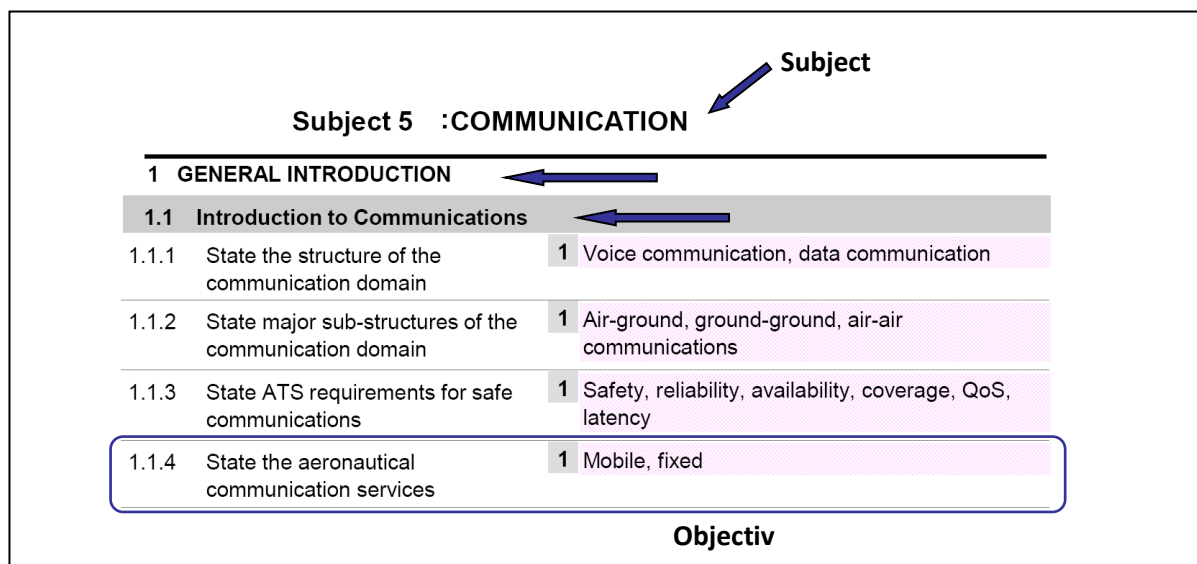 Subject
Subject 5 :COMMUNICATION
1 GENERAL INTRODUCTION
1.1 Introduction to Communications
1.1.1 State the structure of the 1 Voice communication, data communication
communication domain
1.1.2 State major sub-structures of the 1 Air-ground, ground-ground, air-air
communication domain communications
1.1.3 State ATS requirements for safe 1 Safety, reliability, availability, coverage, QoS,
communications latency
1.1.4 State the aeronautical 1 Mobile, fixed
communication services
Objectiv